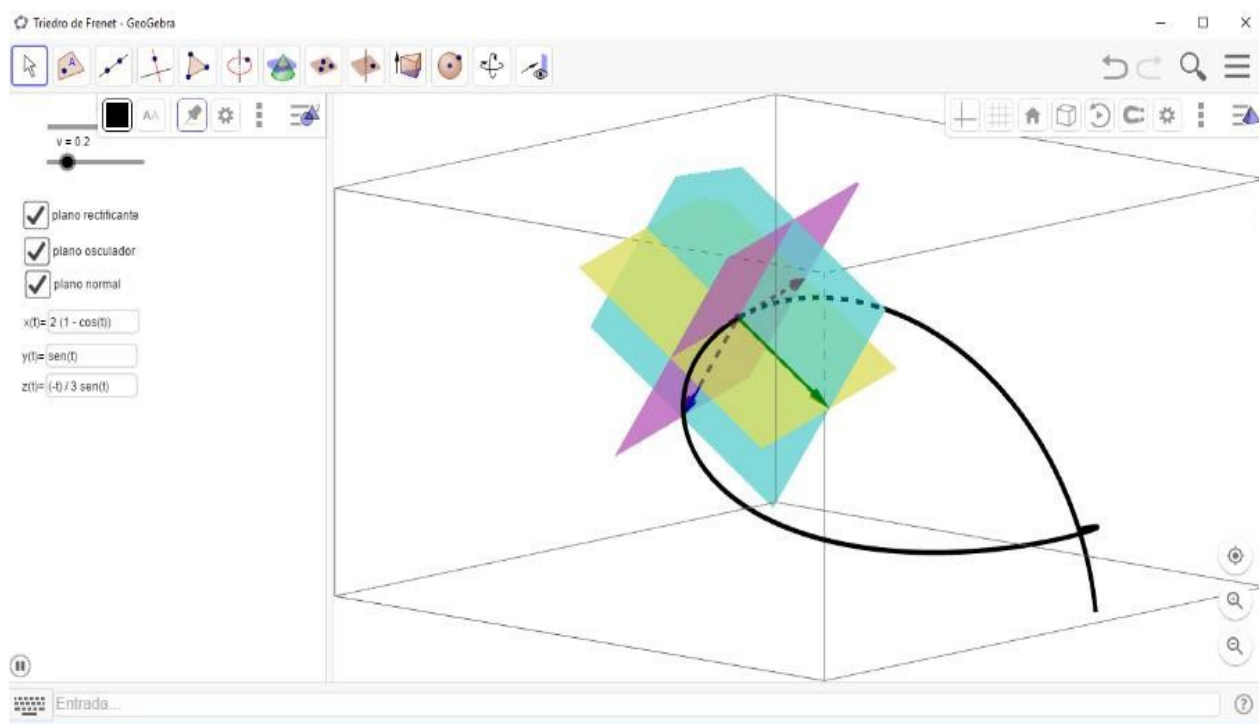 Triedro de Frenet - GeoGebra
AA
v = 0.2
plano rectificante
plano osculador
plano normal
x(t)= 2 (1 - cos(t))
y(t)= sen(t)
z(t)= (-t) / 3 sen(t)
Entrada...